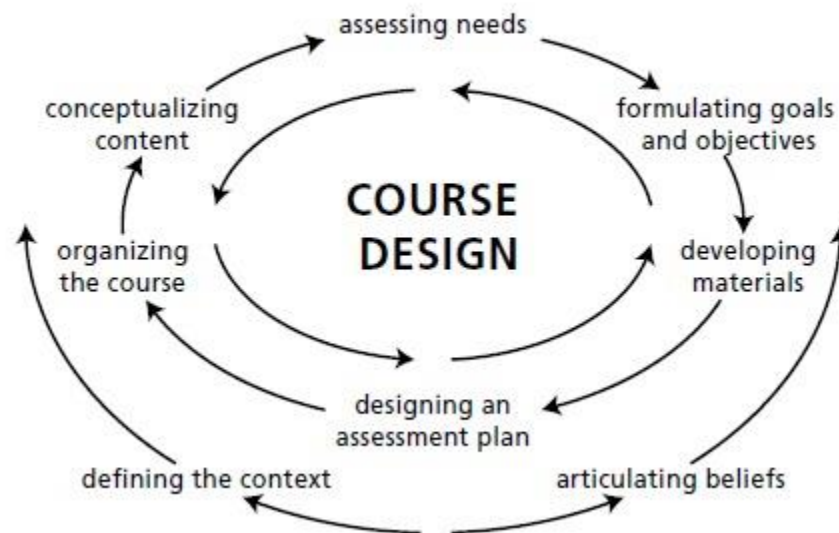 assessing needs
conceptualizing
content
formulating goals
and objectives
COURSE
DESIGN
organizing
the course
developing
materials
designing an
assessment plan
defining the context
articulating beliefs